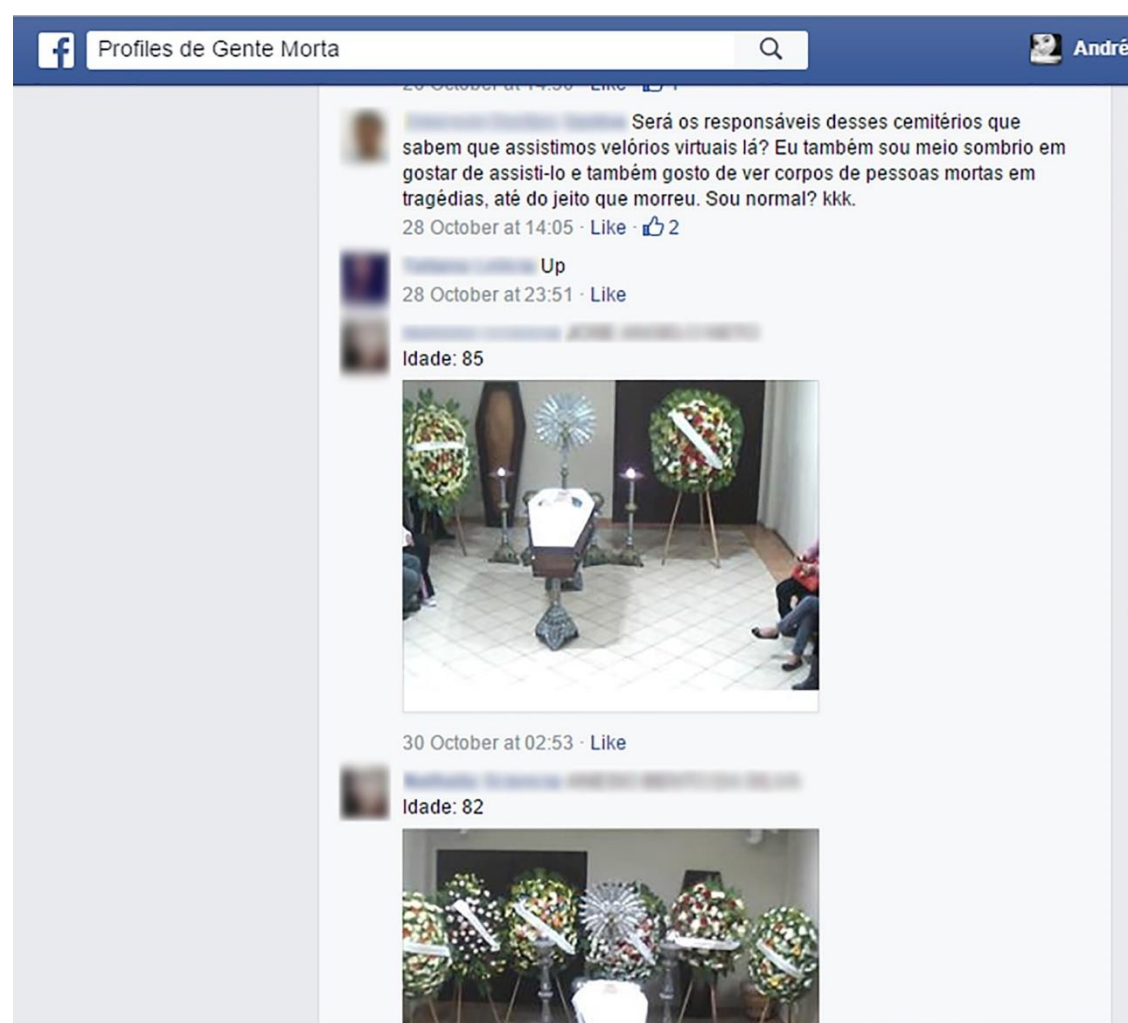 f
Profiles de Gente Morta
André
Será os responsáveis desses cemitérios que
sabem que assistimos velórios virtuais lá? Eu também sou meio sombrio em
gostar de assisti-lo e também gosto de ver corpos de pessoas mortas em
tragédias, até do jeito que morreu. Sou normal? kkk.
28 October at 14:05 · Like · 2
Up
28 October at 23:51 · Like
Idade: 85
30 October at 02:53 · Like
Idade: 82